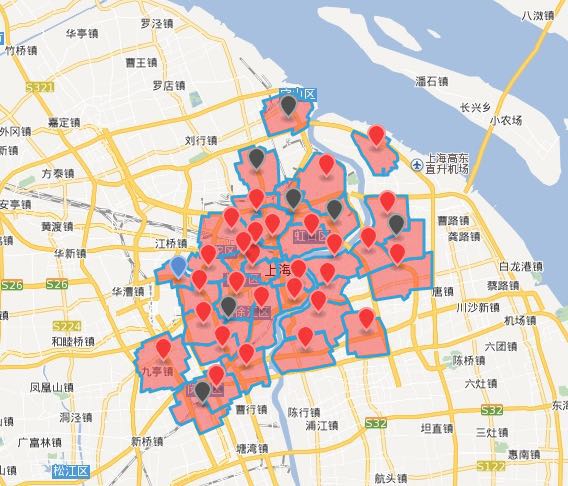 八滧镇
罗泾镇
华亭镇
竹桥镇
曹王镇
潘石镇
罗店镇
S321
宝山区
长兴乡
小农场
嘉定镇
外冈镇
刘行镇
新镇
上海高东
直升机场
方泰镇
安亭镇
黄渡镇
曹路镇
龚路镇
江桥镇
虹口区
华新镇
白龙港镇
上海
S26
S26
华漕镇
唐镇
蔡路镇
川沙新镇
徐汇区
机场镇
S224
和睦桥镇
六团镇
陈桥镇
九亭镇
凤凰山镇
六灶镇
曹行镇
陈行镇
东海
泗泾镇
浦江镇
S32
S32
坦直镇
三灶镇
广富林镇
新桥镇
塘湾镇
惠南镇
松江区
S122
航头镇